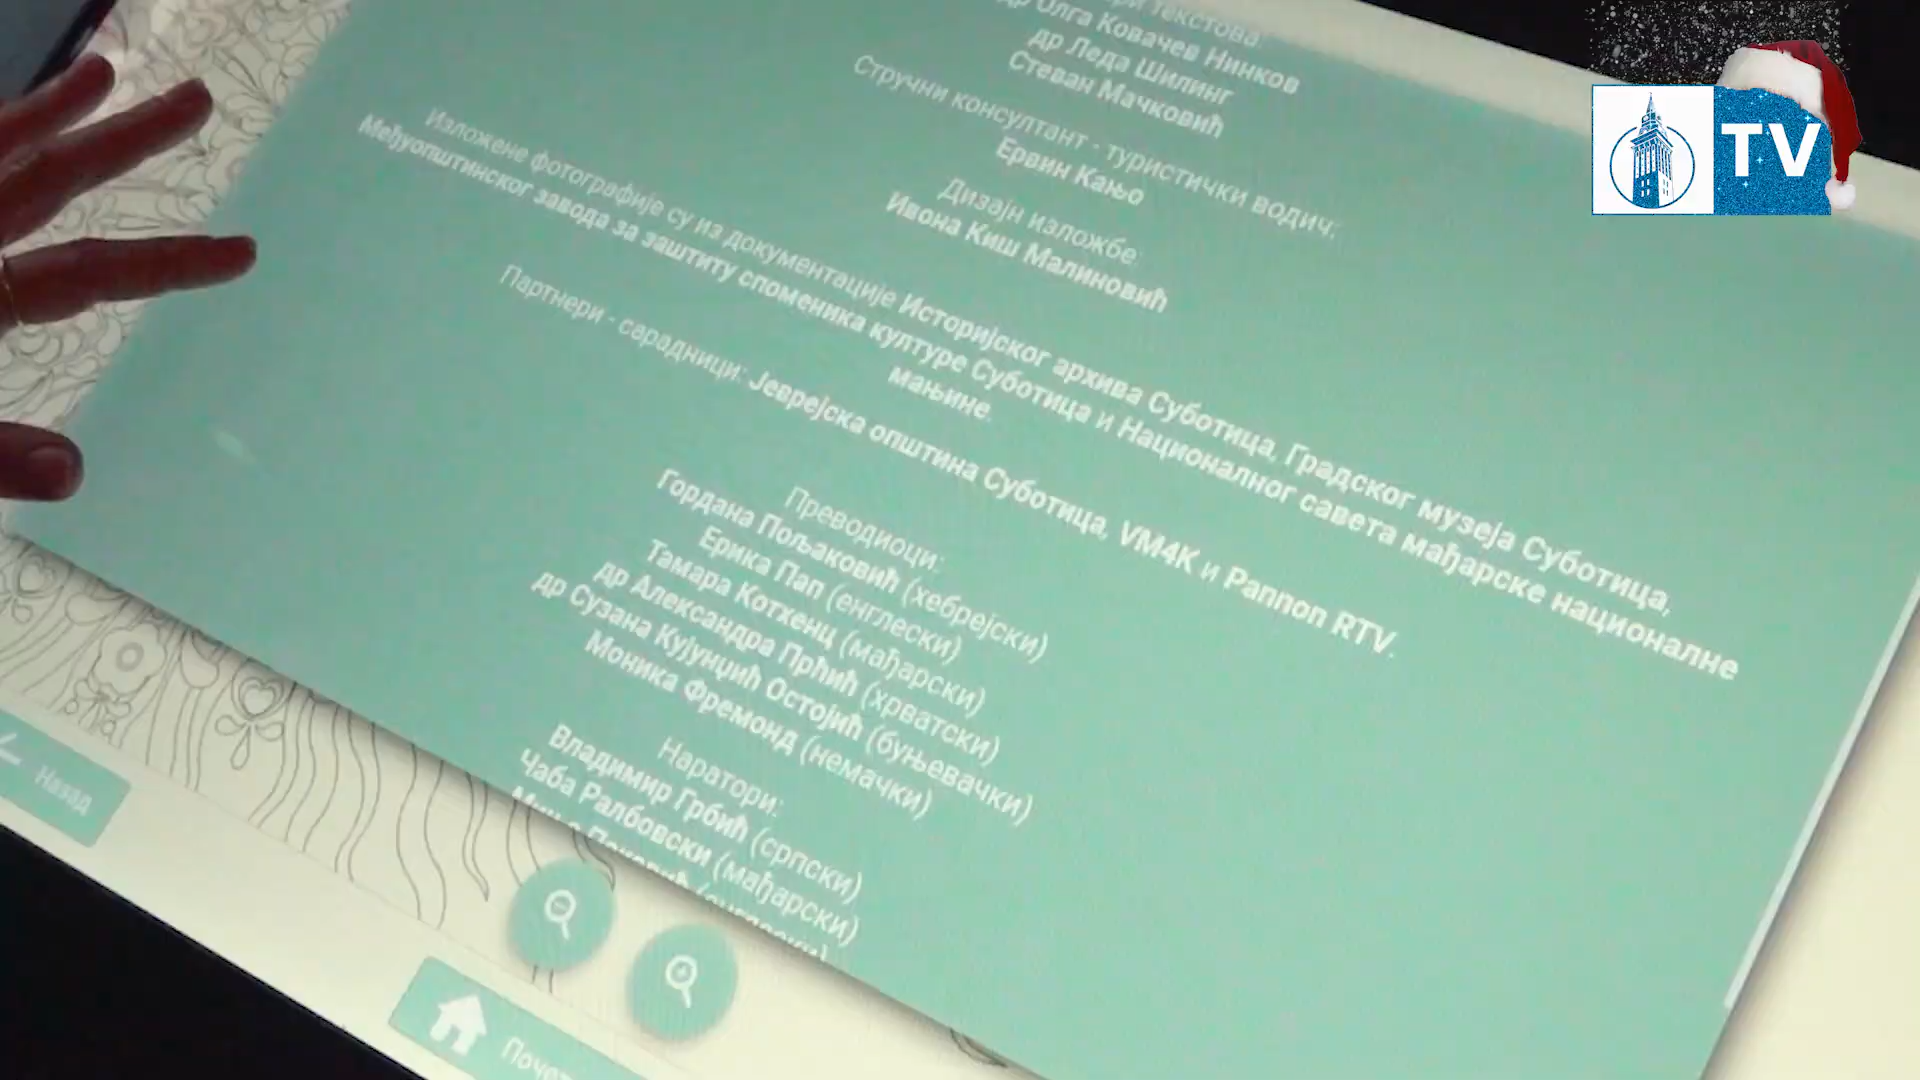 текстова:
др Олга Ковачев Нинков
др Леда Шилинг
Стеван Мачковић
Стручни консултант - туристички водич:
Ервин Кањо
Дизајн изложбе:
Ивона Киш Малиновић
Изложене фотографије су из документације Историјског архива Суботица, Градског музеја Суботица,
Међуопштинског завода за заштиту споменика културе Суботица и Националног савета мађарске националне
мањине.
Партнери - сарадници: Јеврејска општина Суботица, VM4K и Pannon RTV.
Преводиоци:
Гордана Пољаковић (хебрејски)
Ерика Пап (енглески)
Тамара Котхенц (мађарски)
др Александра Прћић (хрватски)
др Сузана Кујунџић Остојић (буњевачки)
Моника Фремонд (немачки)
Наратори:
Владимир Грбић (српски)
Чаба Ралбовски (мађарски)
Назад
TV